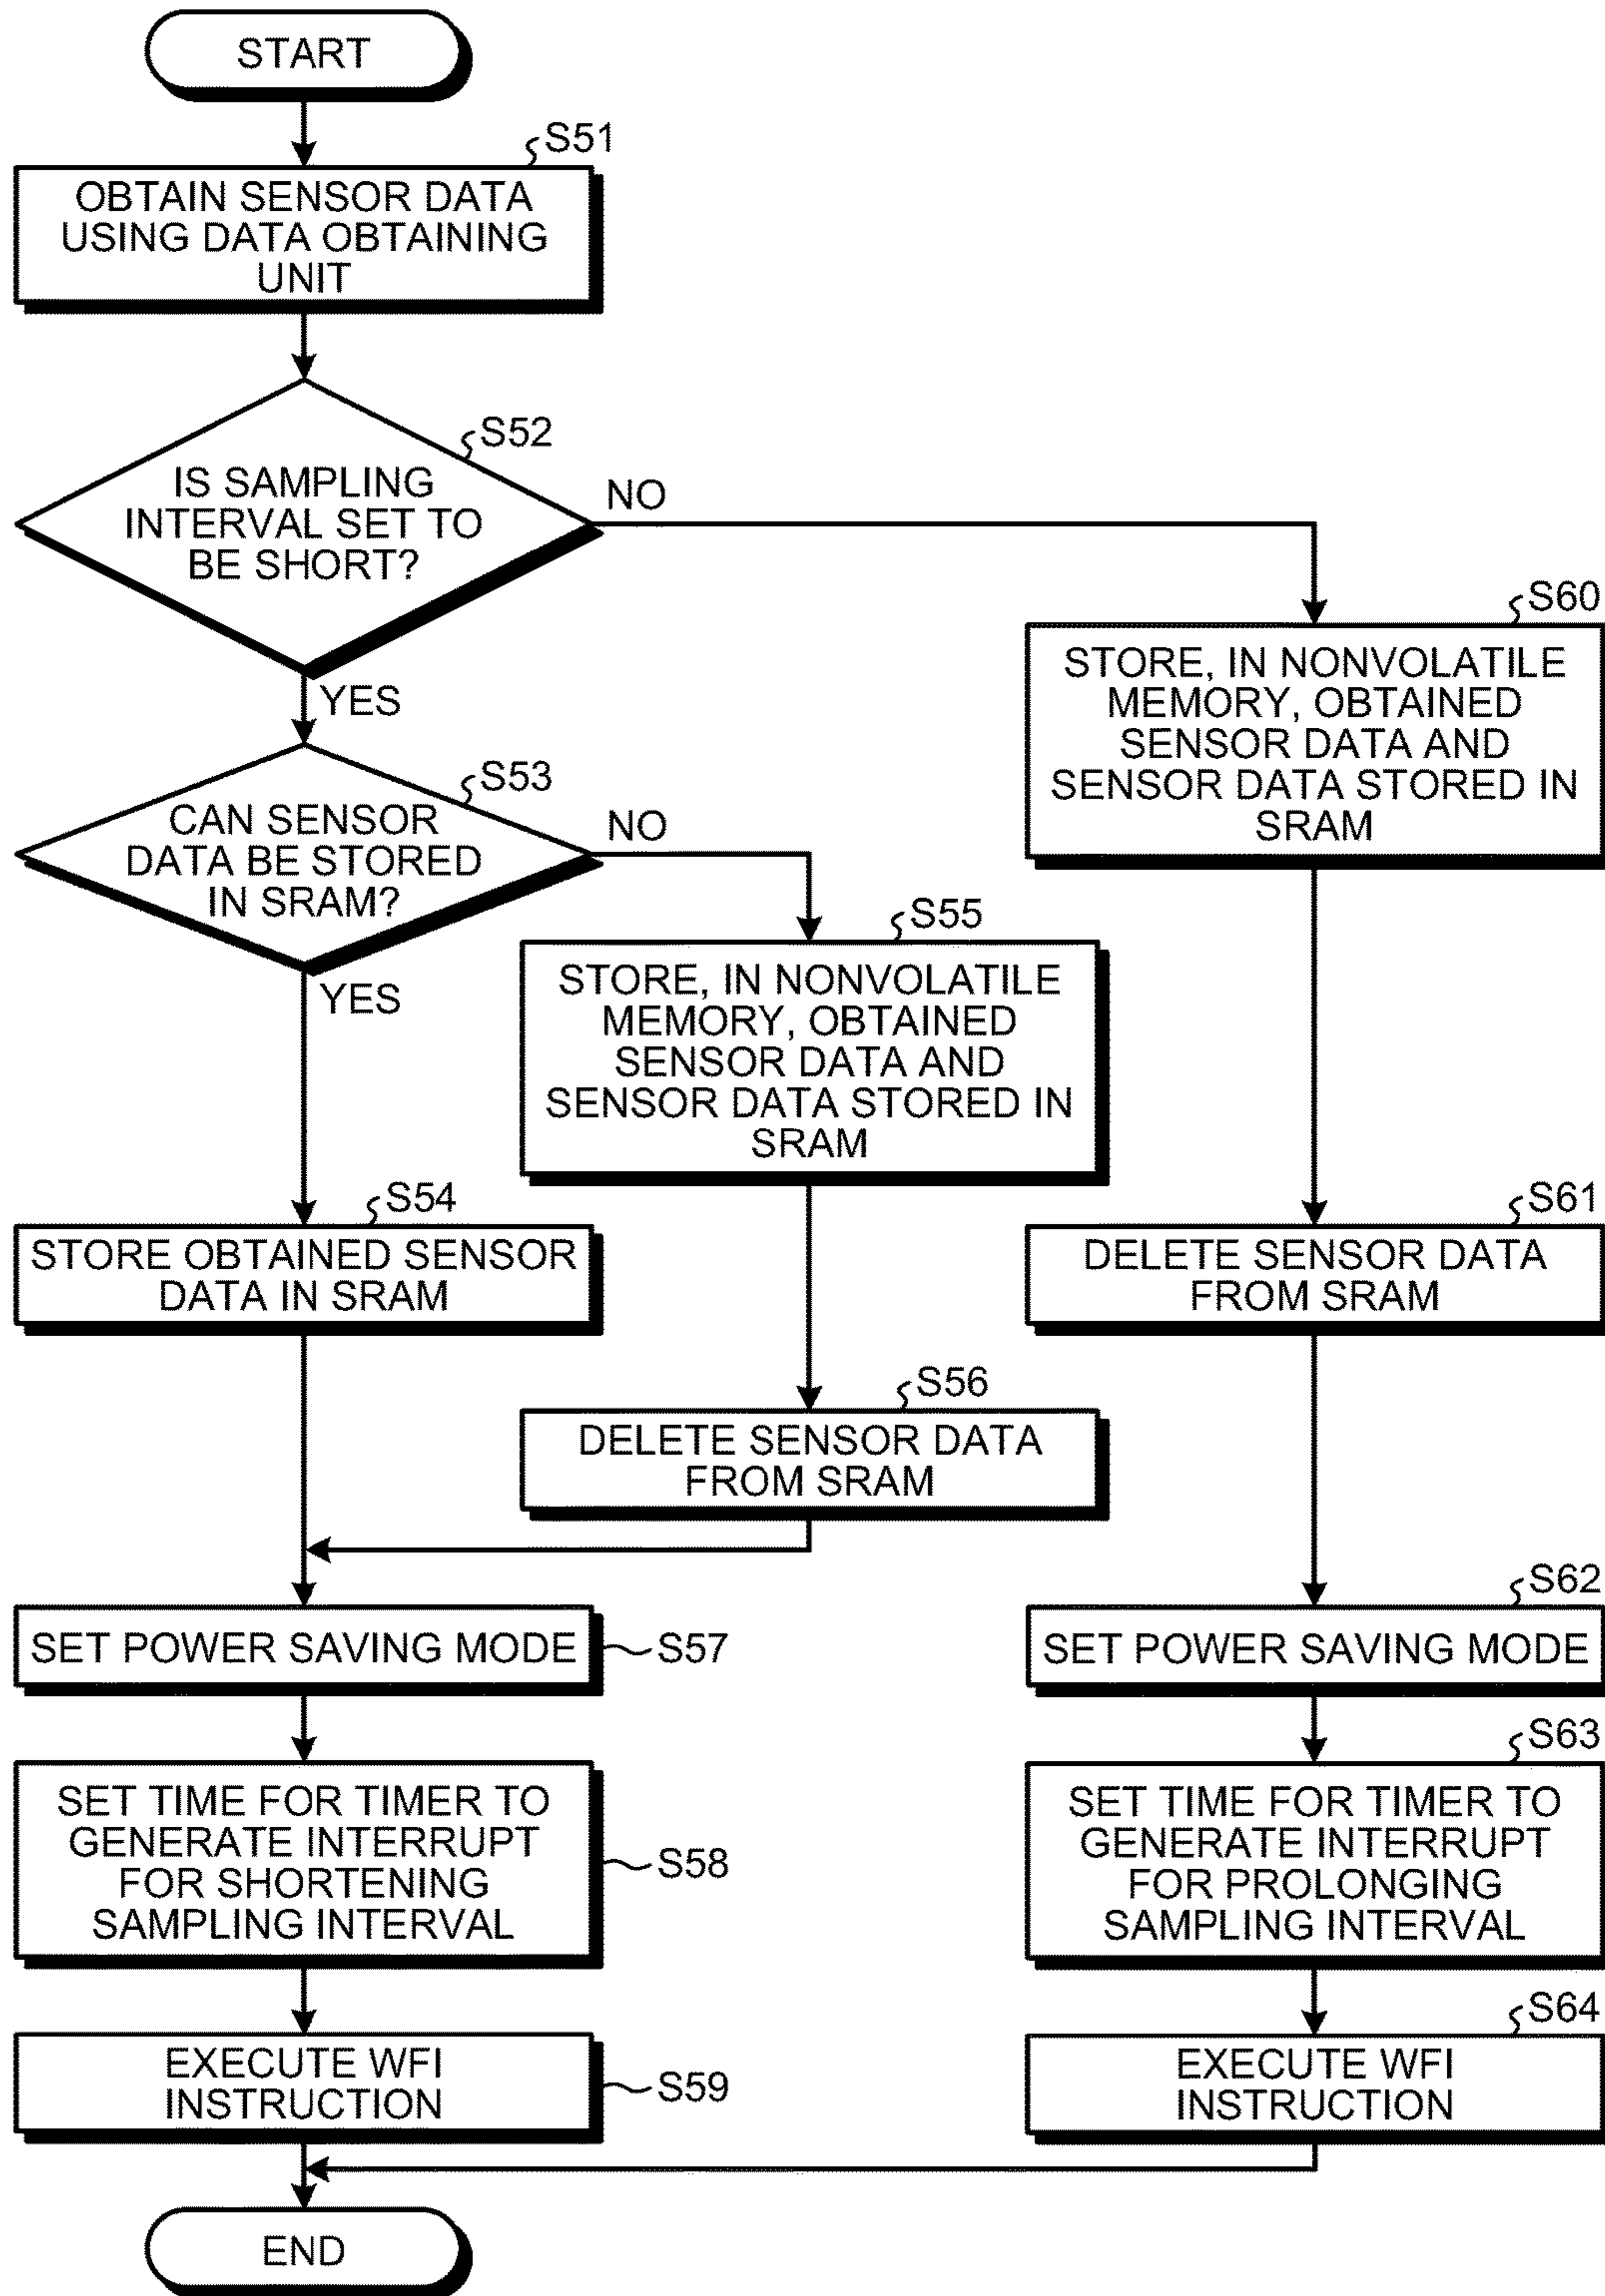 START
S51
OBTAIN SENSOR DATA
USING DATA OBTAINING
UNIT
S52
IS SAMPLING
INTERVAL SET TO
BE SHORT?
NO
YES
S60
STORE, IN NONVOLATILE
MEMORY, OBTAINED
SENSOR DATA AND
SENSOR DATA STORED IN
SRAM
S53
CAN SENSOR
DATA BE STORED
IN SRAM?
NO
YES
S55
STORE, IN NONVOLATILE
MEMORY, OBTAINED
SENSOR DATA AND
SENSOR DATA STORED IN
SRAM
S54
STORE OBTAINED SENSOR
DATA IN SRAM
S61
DELETE SENSOR DATA
FROM SRAM
S56
DELETE SENSOR DATA
FROM SRAM
S57
SET POWER SAVING MODE
S62
SET POWER SAVING MODE
S58
SET TIME FOR TIMER TO
GENERATE INTERRUPT
FOR SHORTENING
SAMPLING INTERVAL
S63
SET TIME FOR TIMER TO
GENERATE INTERRUPT
FOR PROLONGING
SAMPLING INTERVAL
S59
EXECUTE WFI
INSTRUCTION
S64
EXECUTE WFI
INSTRUCTION
END